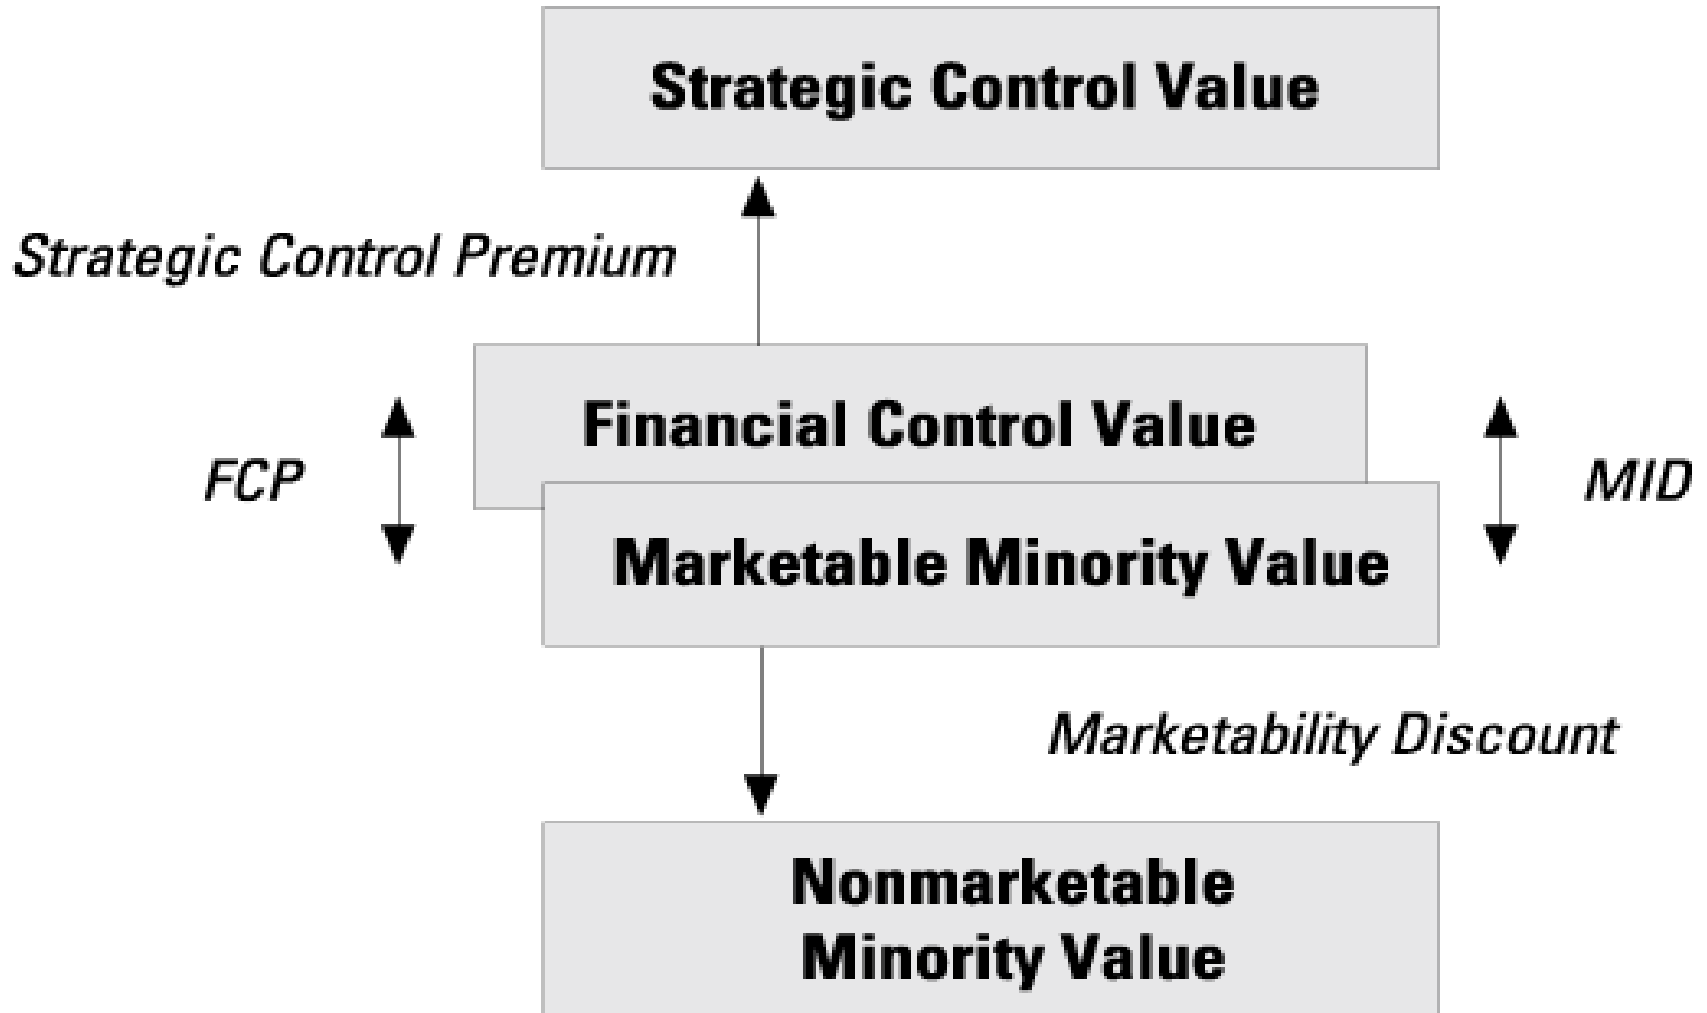 Strategic Control Value
Strategic Control Premium
Financial Control Value
FCP
MID
Marketable Minority Value
Marketability Discount
Nonmarketable
Minority Value